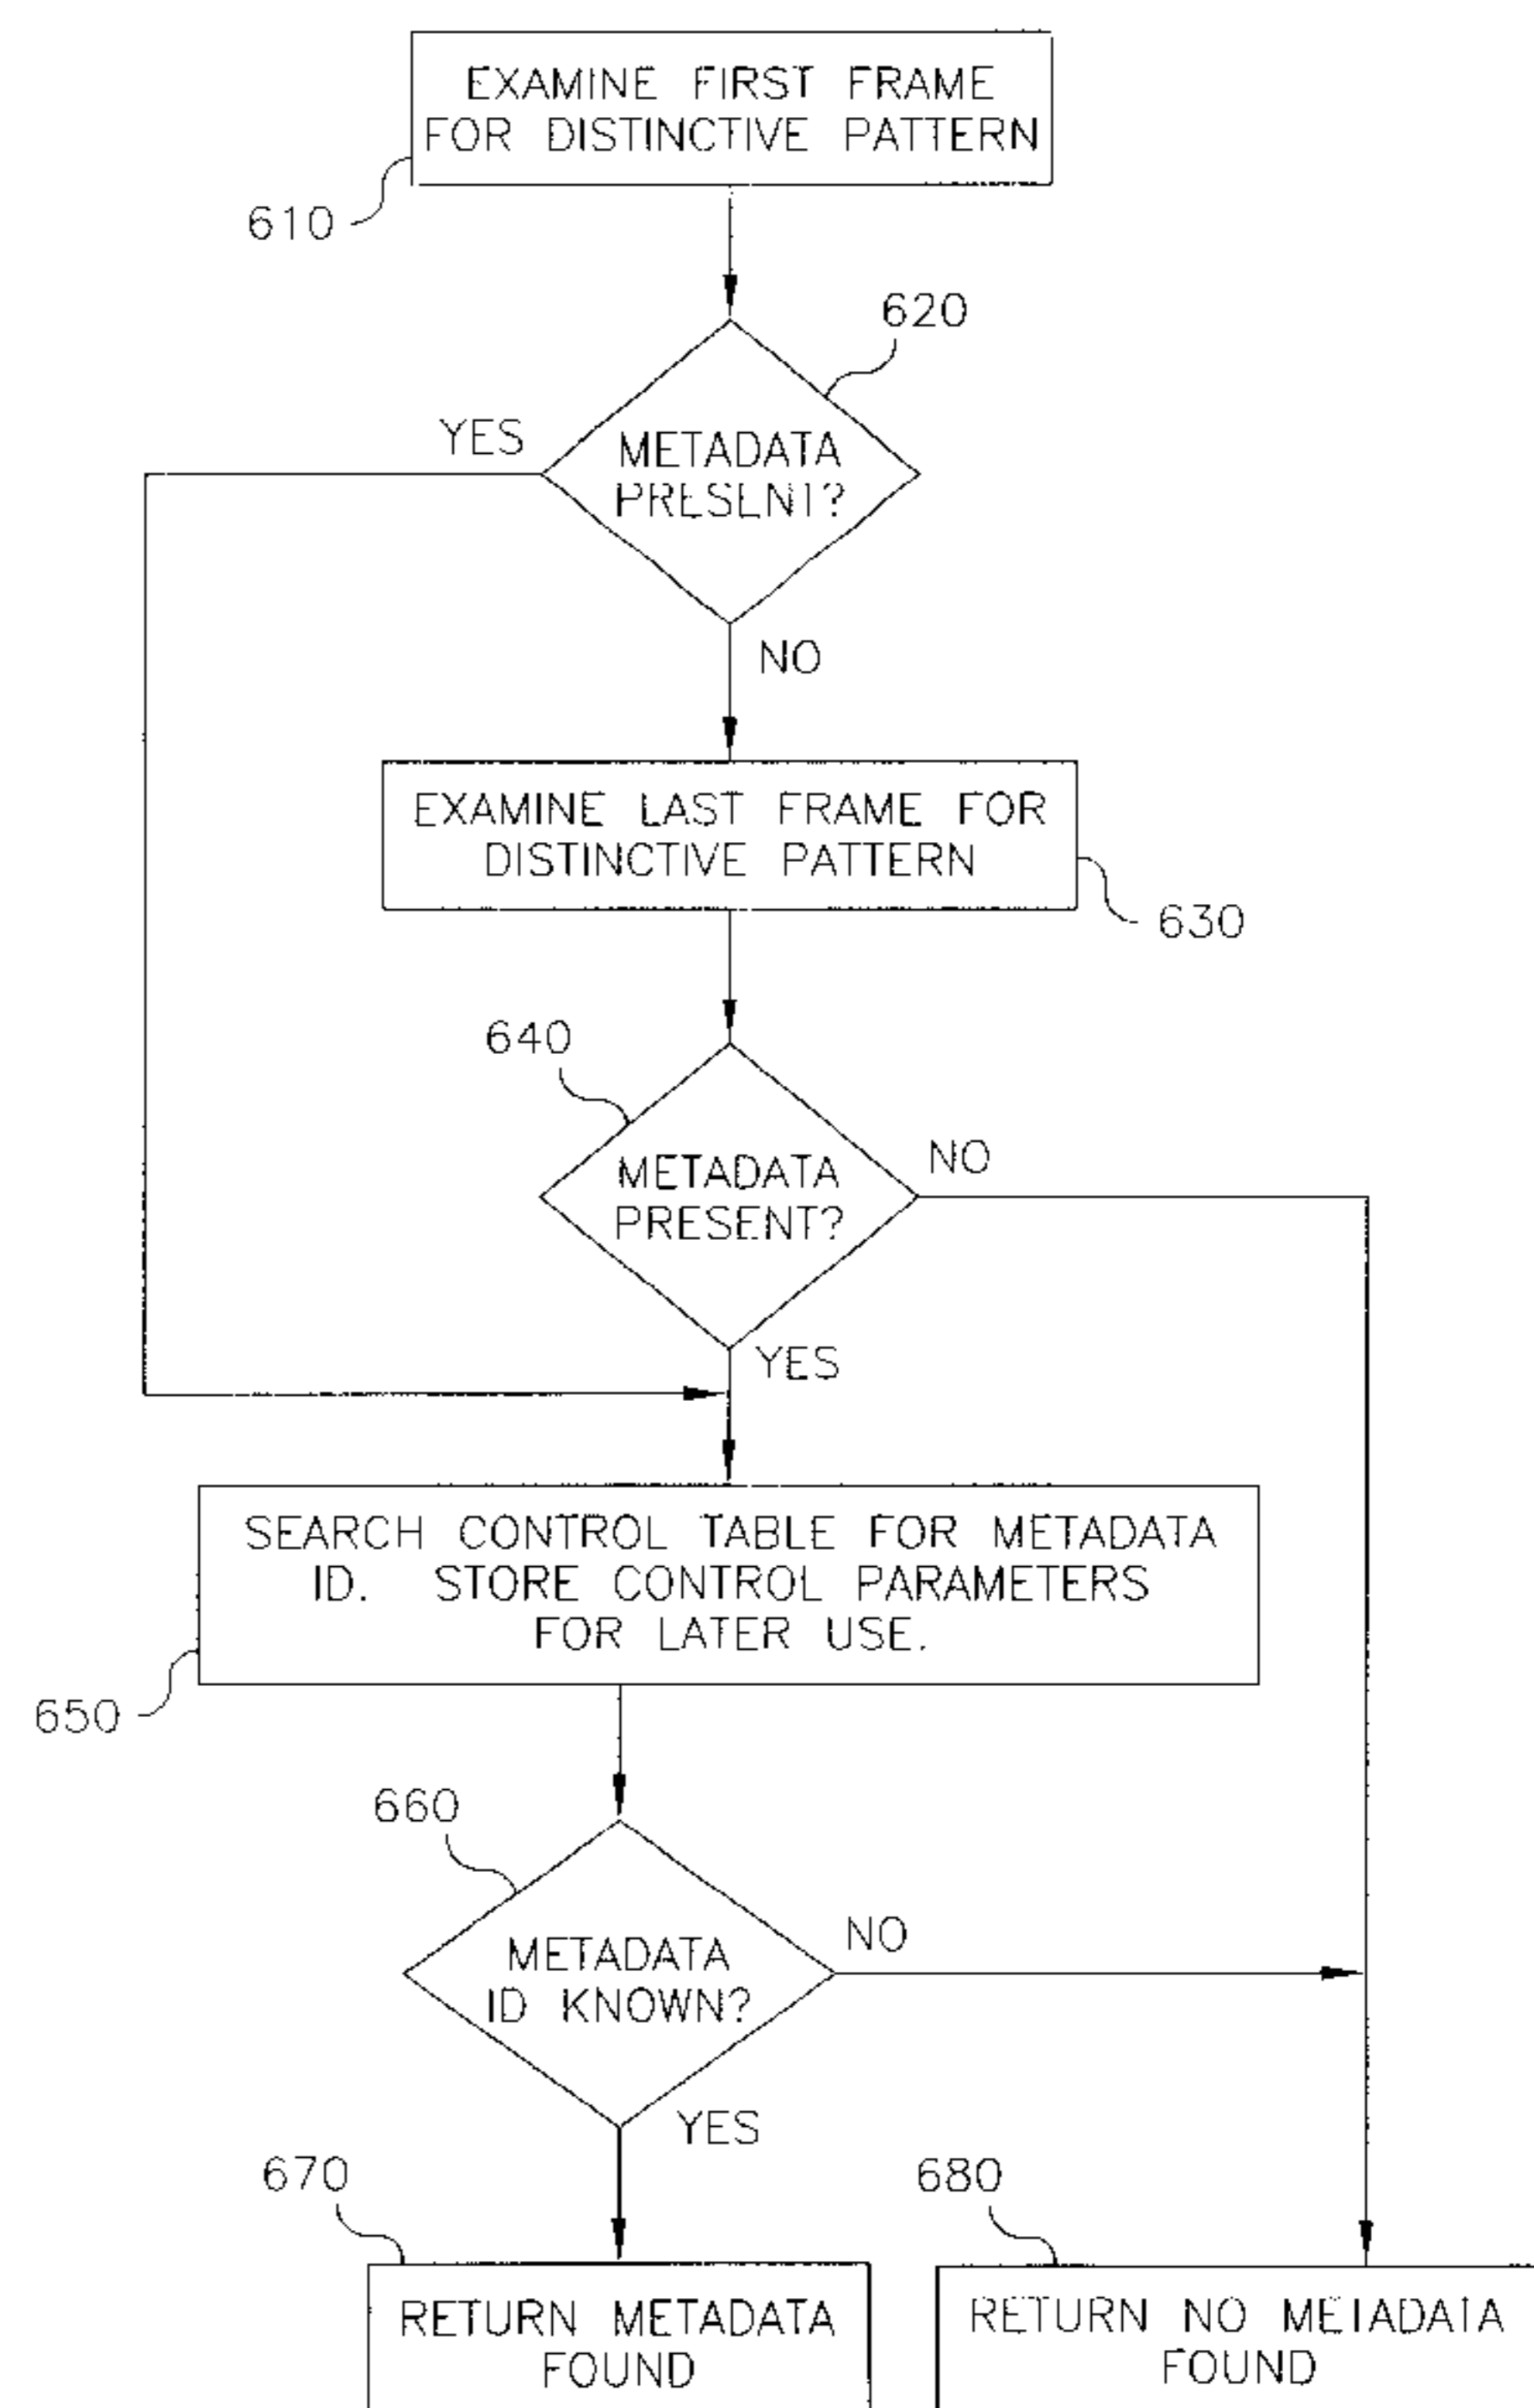 EXAMINE FIRST FRAME
FOR DISTINCTIVE PATTERN
610
620
YES
METADATA
PRESENT?
NO
EXAMINE LAST FRAME FOR
DISTINCTIVE PATTERN
630
640
METADATA
PRESENT?
NO
YES
SEARCH CONTROL TABLE FOR METADATA
ID. STORE CONTROL PARAMETERS
FOR LATER USE.
650
660
METADATA
ID KNOWN?
NO
YES
670
680
RETURN METADATA
FOUND
RETURN NO METADATA
FOUND